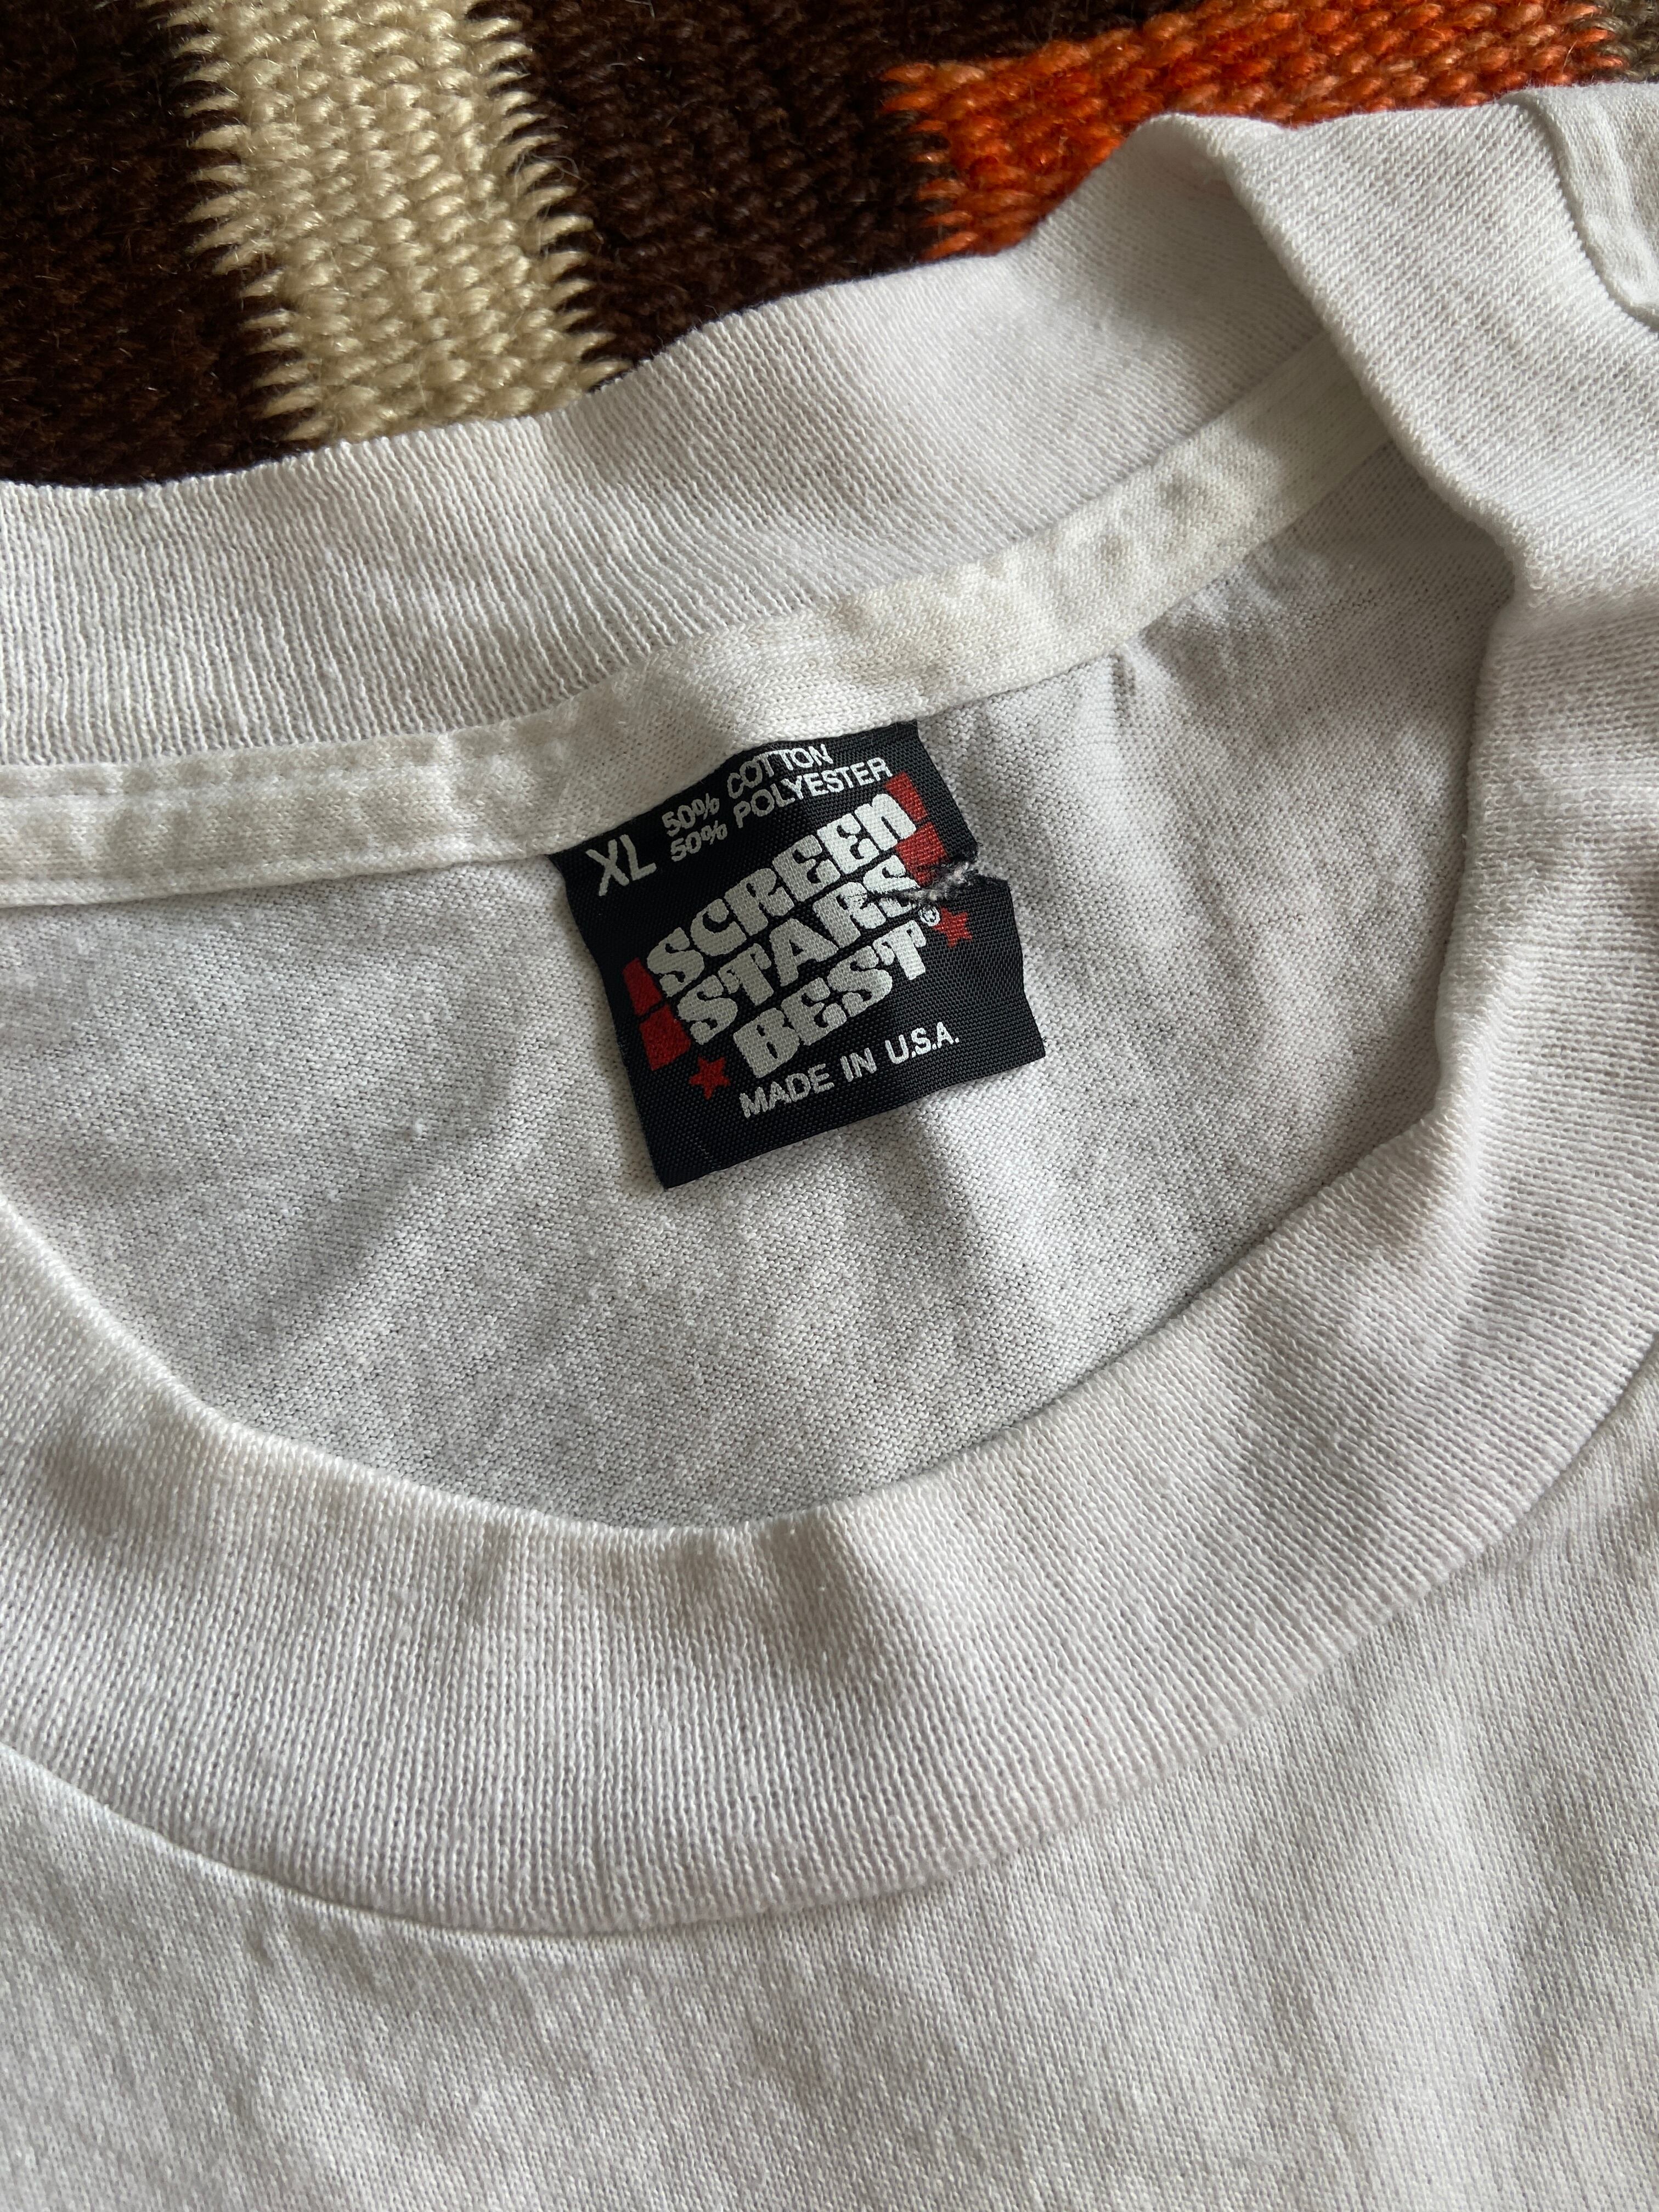 XL
50% COTTON
50% POLYESTER
SCREEN
STARS
BEST®
MADE IN U.S.A.